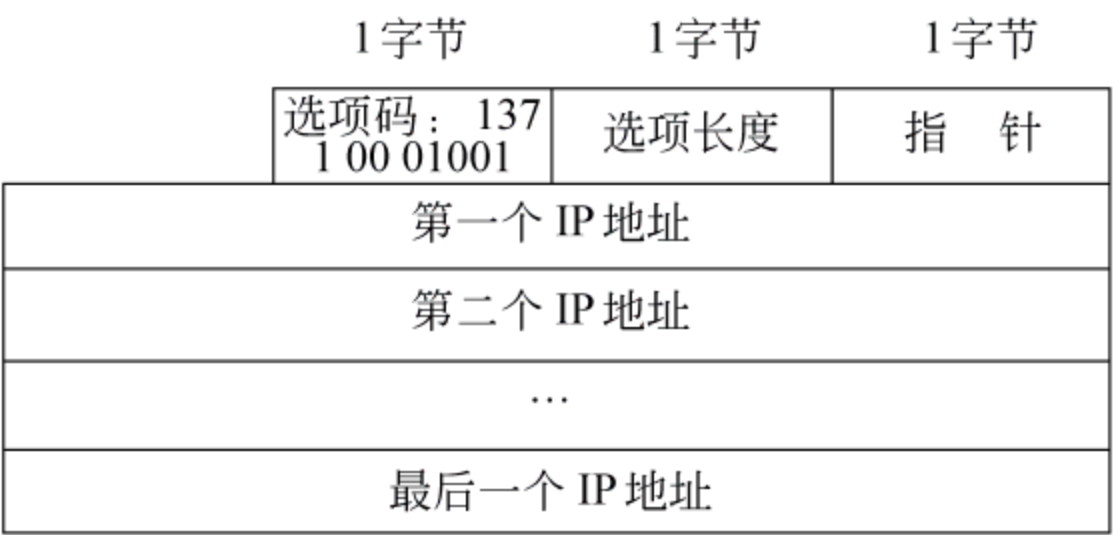 1字节 1字节 1字节
选项码： 137 选项长度 指 针
1 00 01001
第一个 IP 地址
第二个 IP 地址
…
最后一个 IP 地址